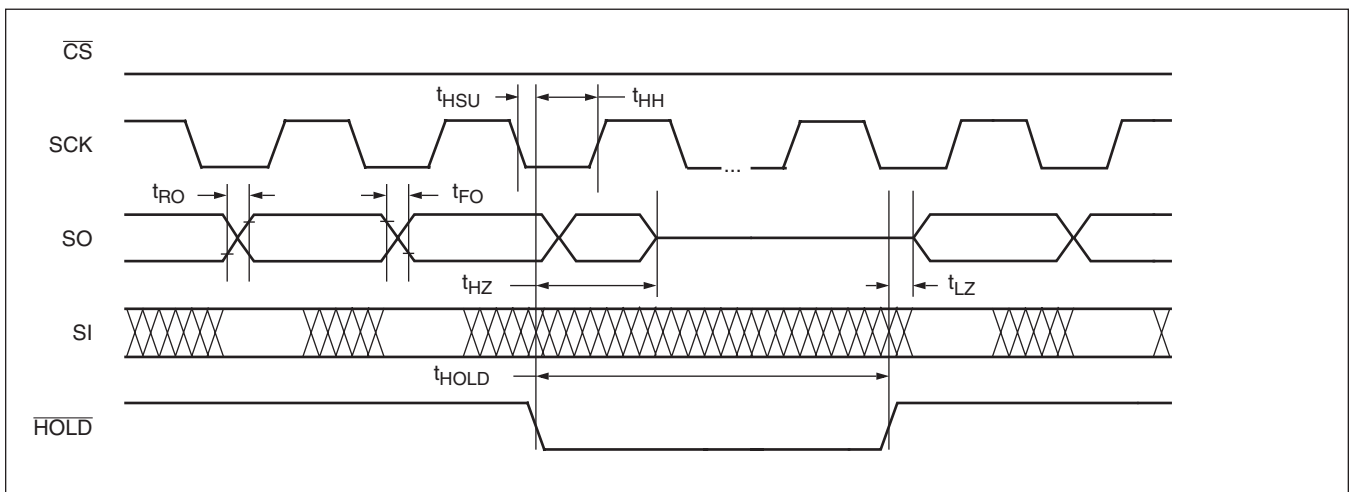 CS
tHSU
tHH
SCK
...
tRO
tFO
SO
tHZ
tLZ
SI
tHOLD
HOLD